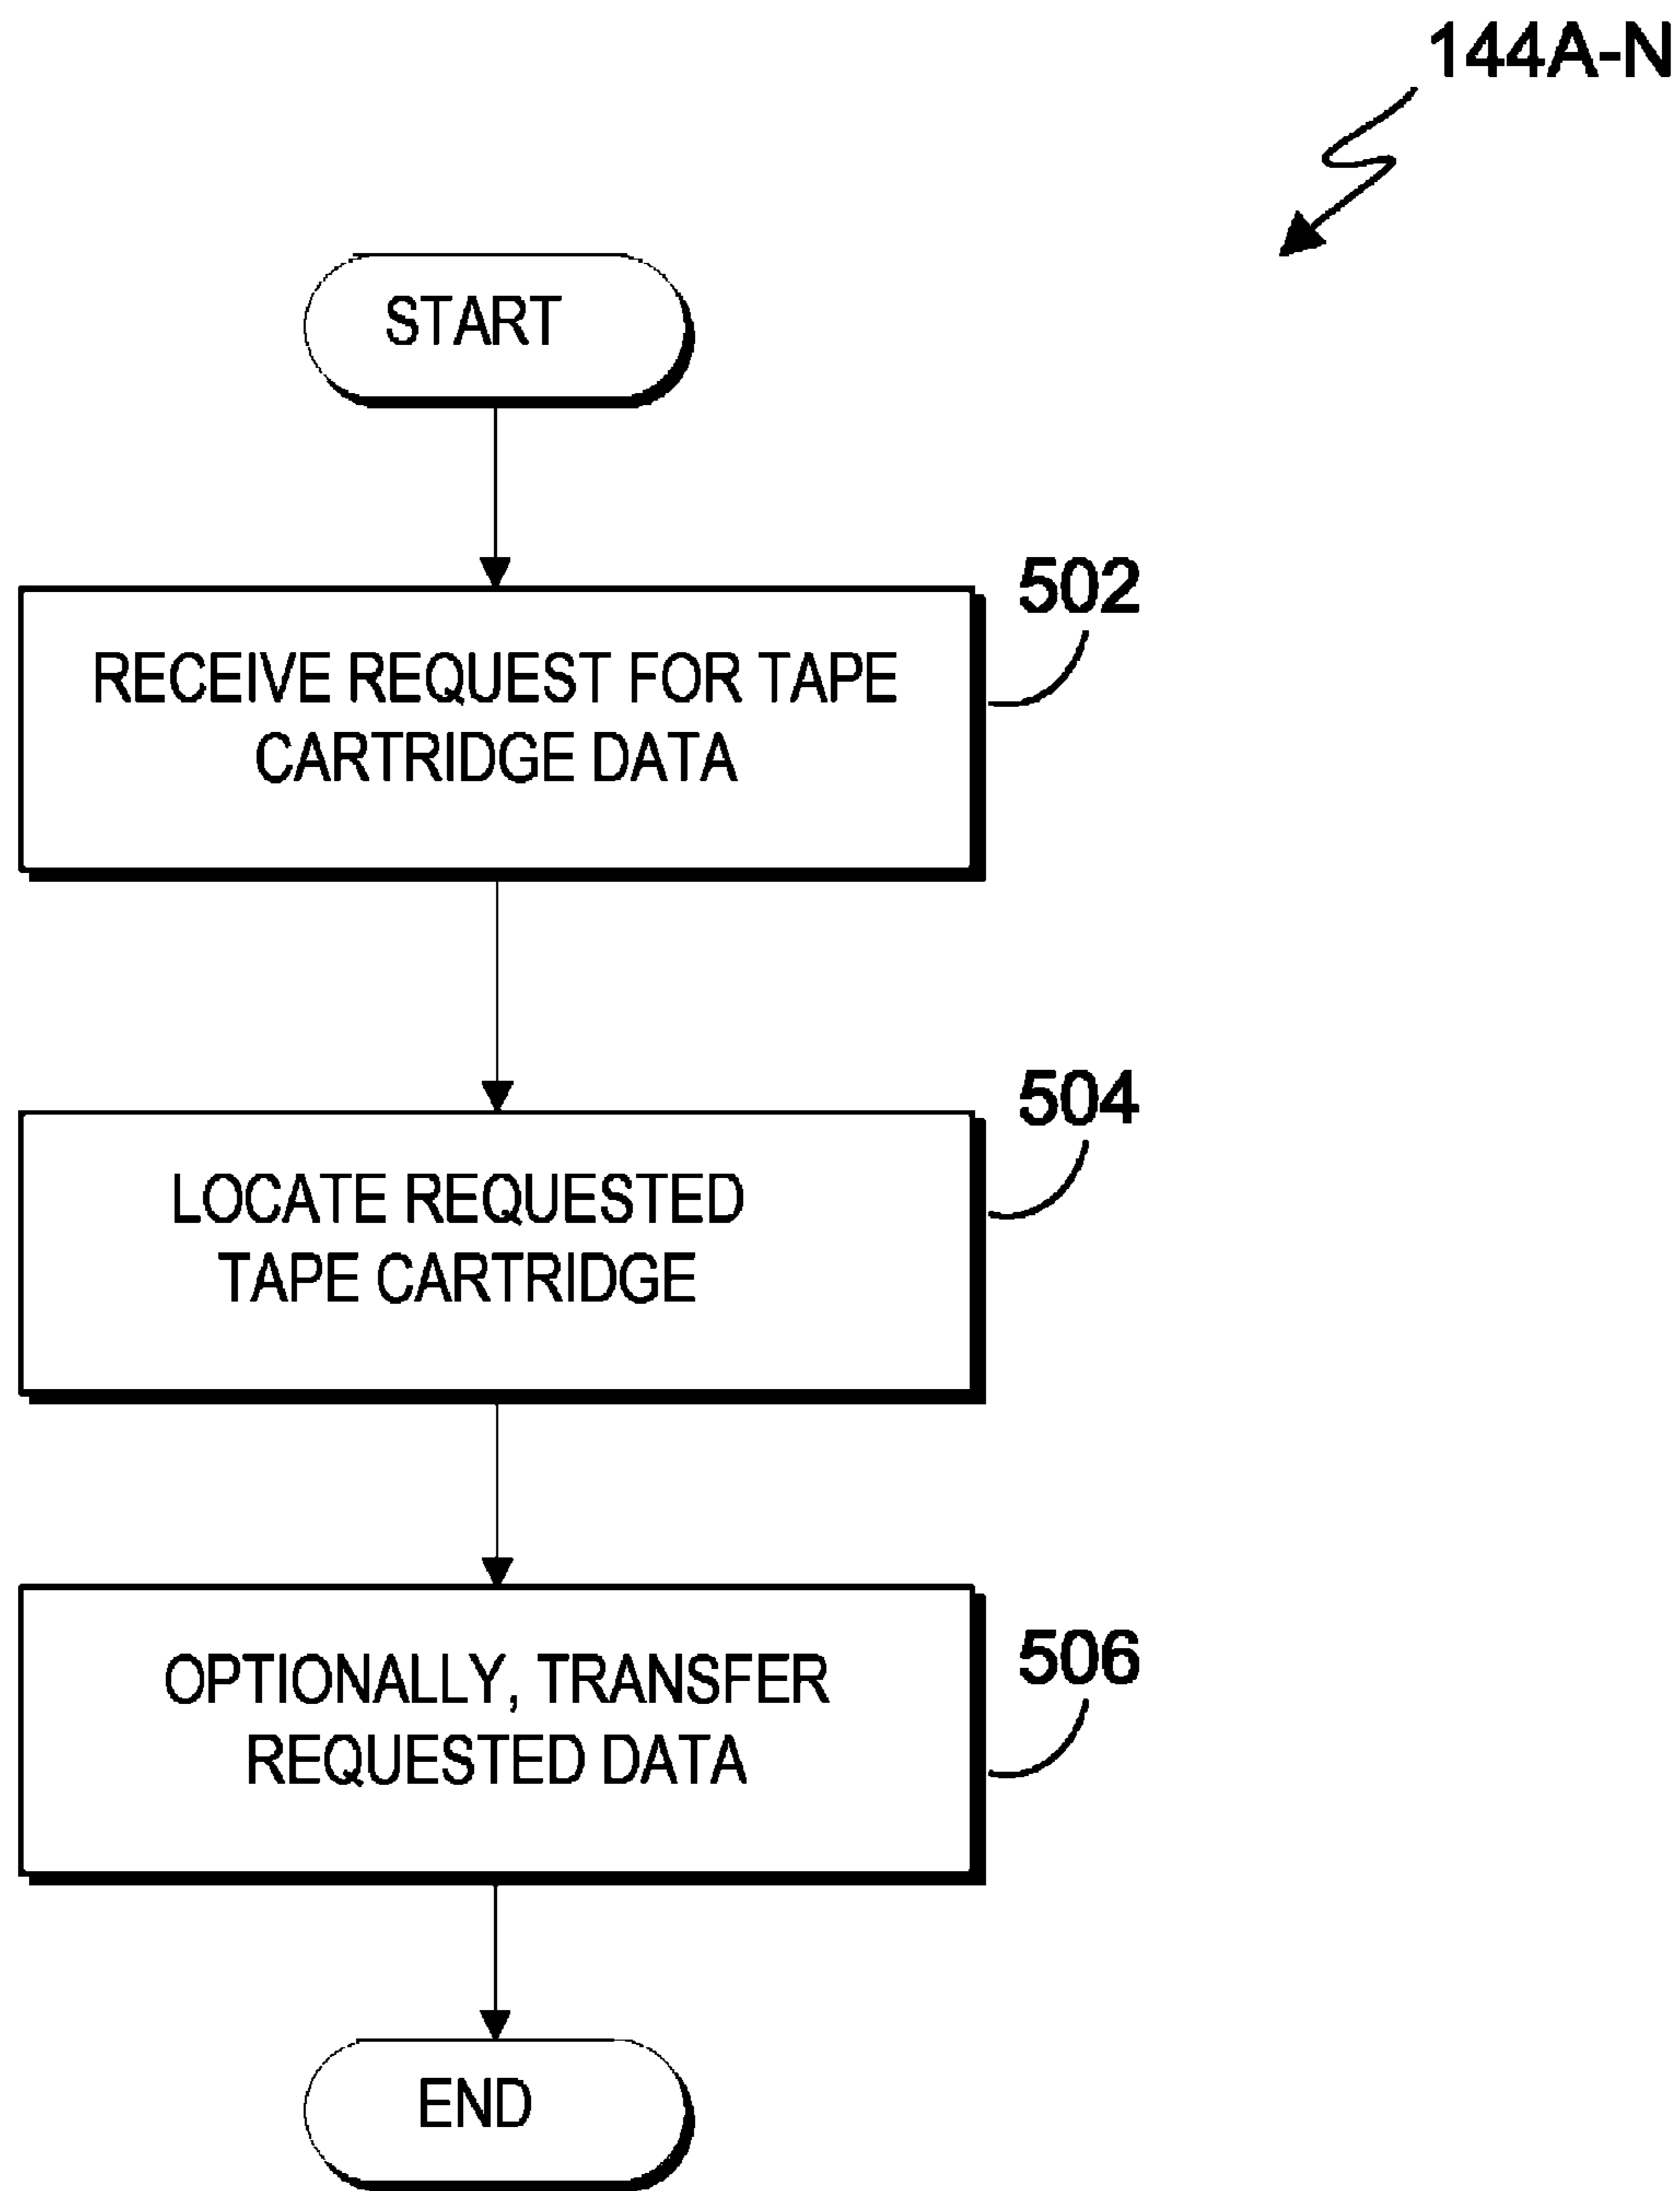 144A-N
START
502
RECEIVE REQUEST FOR TAPE
CARTRIDGE DATA
504
LOCATE REQUESTED
TAPE CARTRIDGE
506
OPTIONALLY, TRANSFER
REQUESTED DATA
END